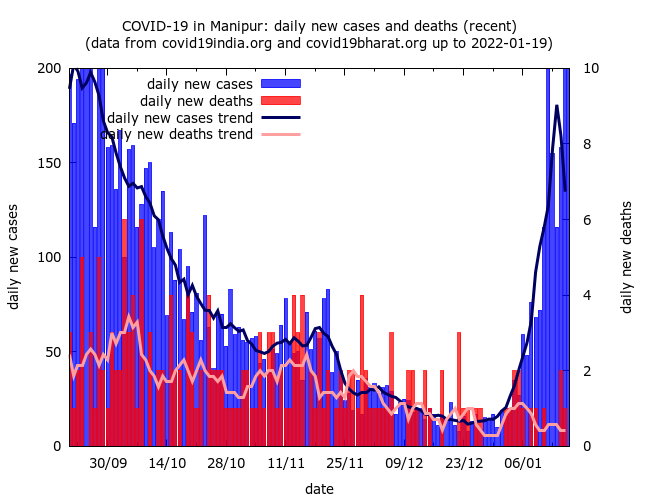 COVID-19 in Manipur: daily new cases and deaths (recent)
(data from covid19india.org and covid19bharat.org up to 2022-01-19)
daily new cases
daily new deaths
daily new cases trend
daily new deaths trend
200
150
100
50
0
10
8
6
4
2
0
daily new cases
daily new deaths
30/09 14/10 28/10 11/11 25/11 09/12 23/12 06/01
date